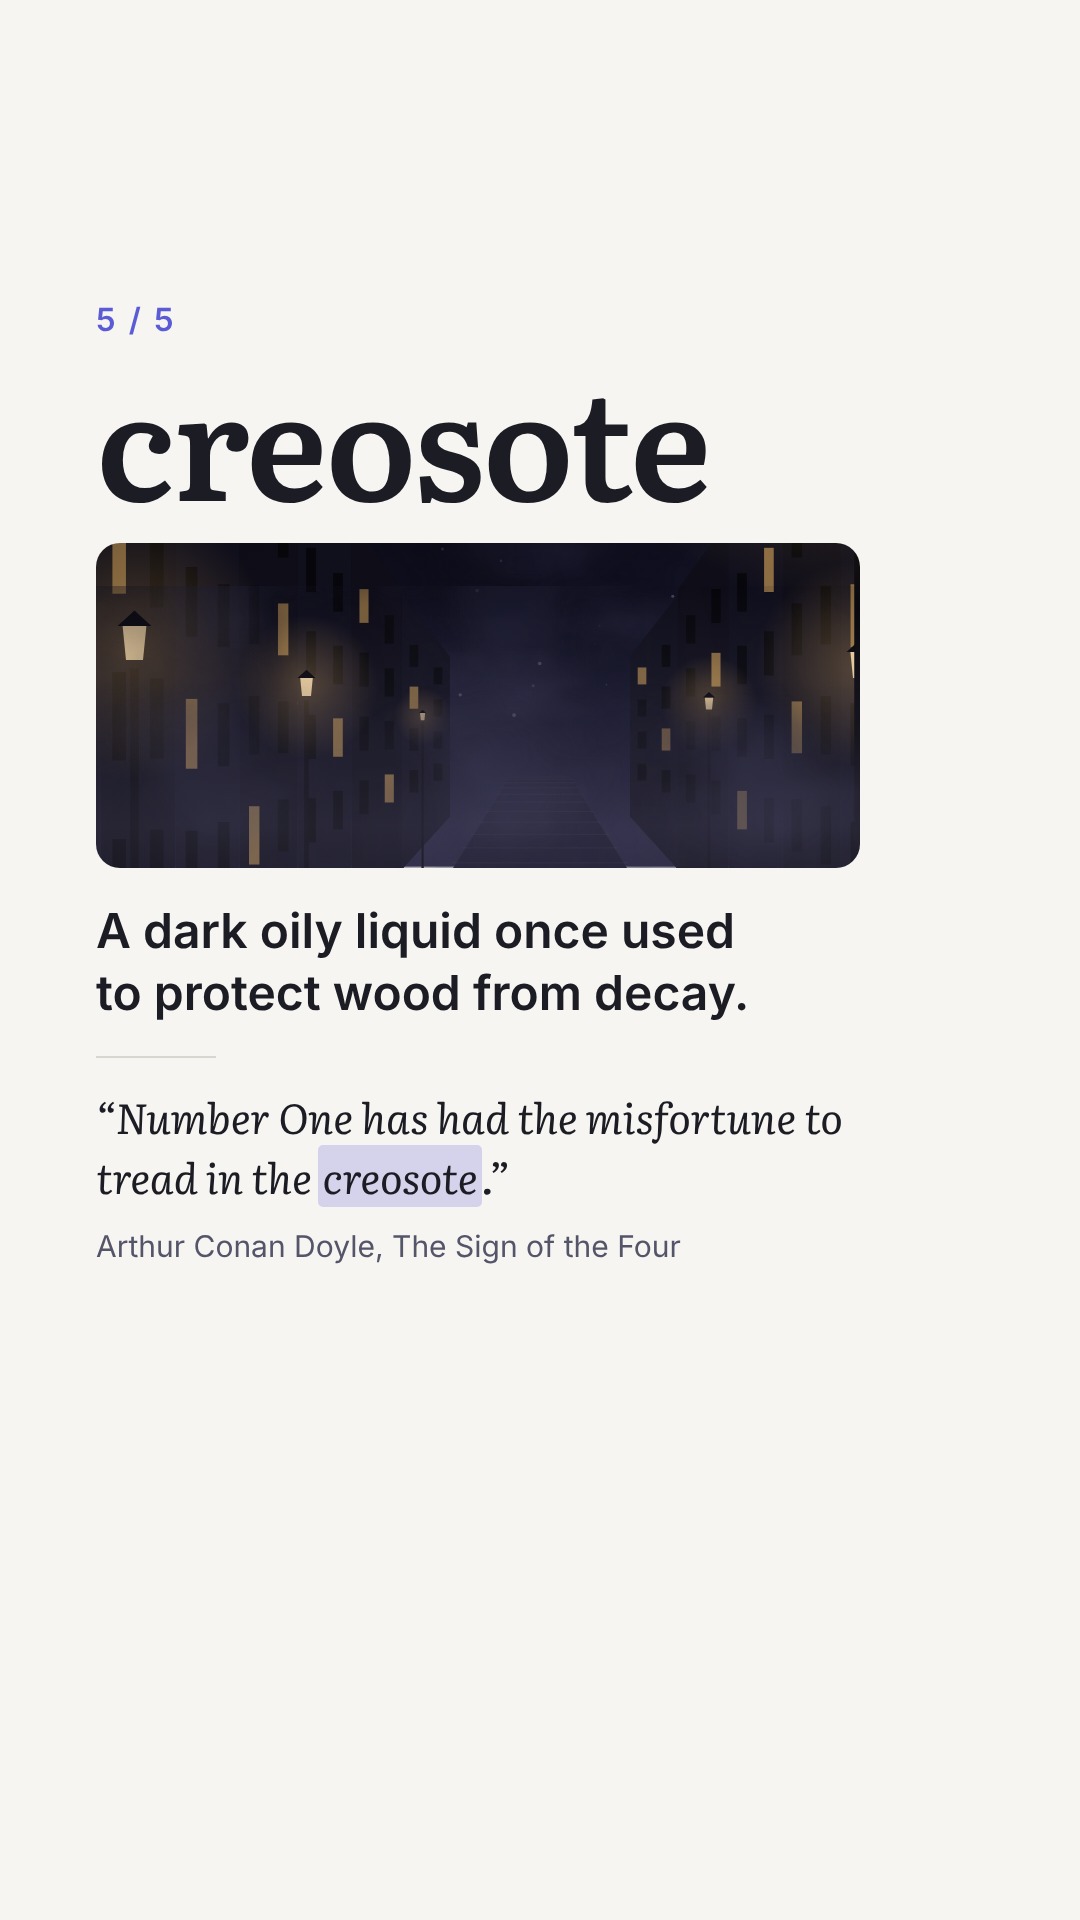 5 / 5
creosote
A dark oily liquid once used
to protect wood from decay.
“Number One has had the misfortune to
tread in the creosote.”
Arthur Conan Doyle, The Sign of the Four